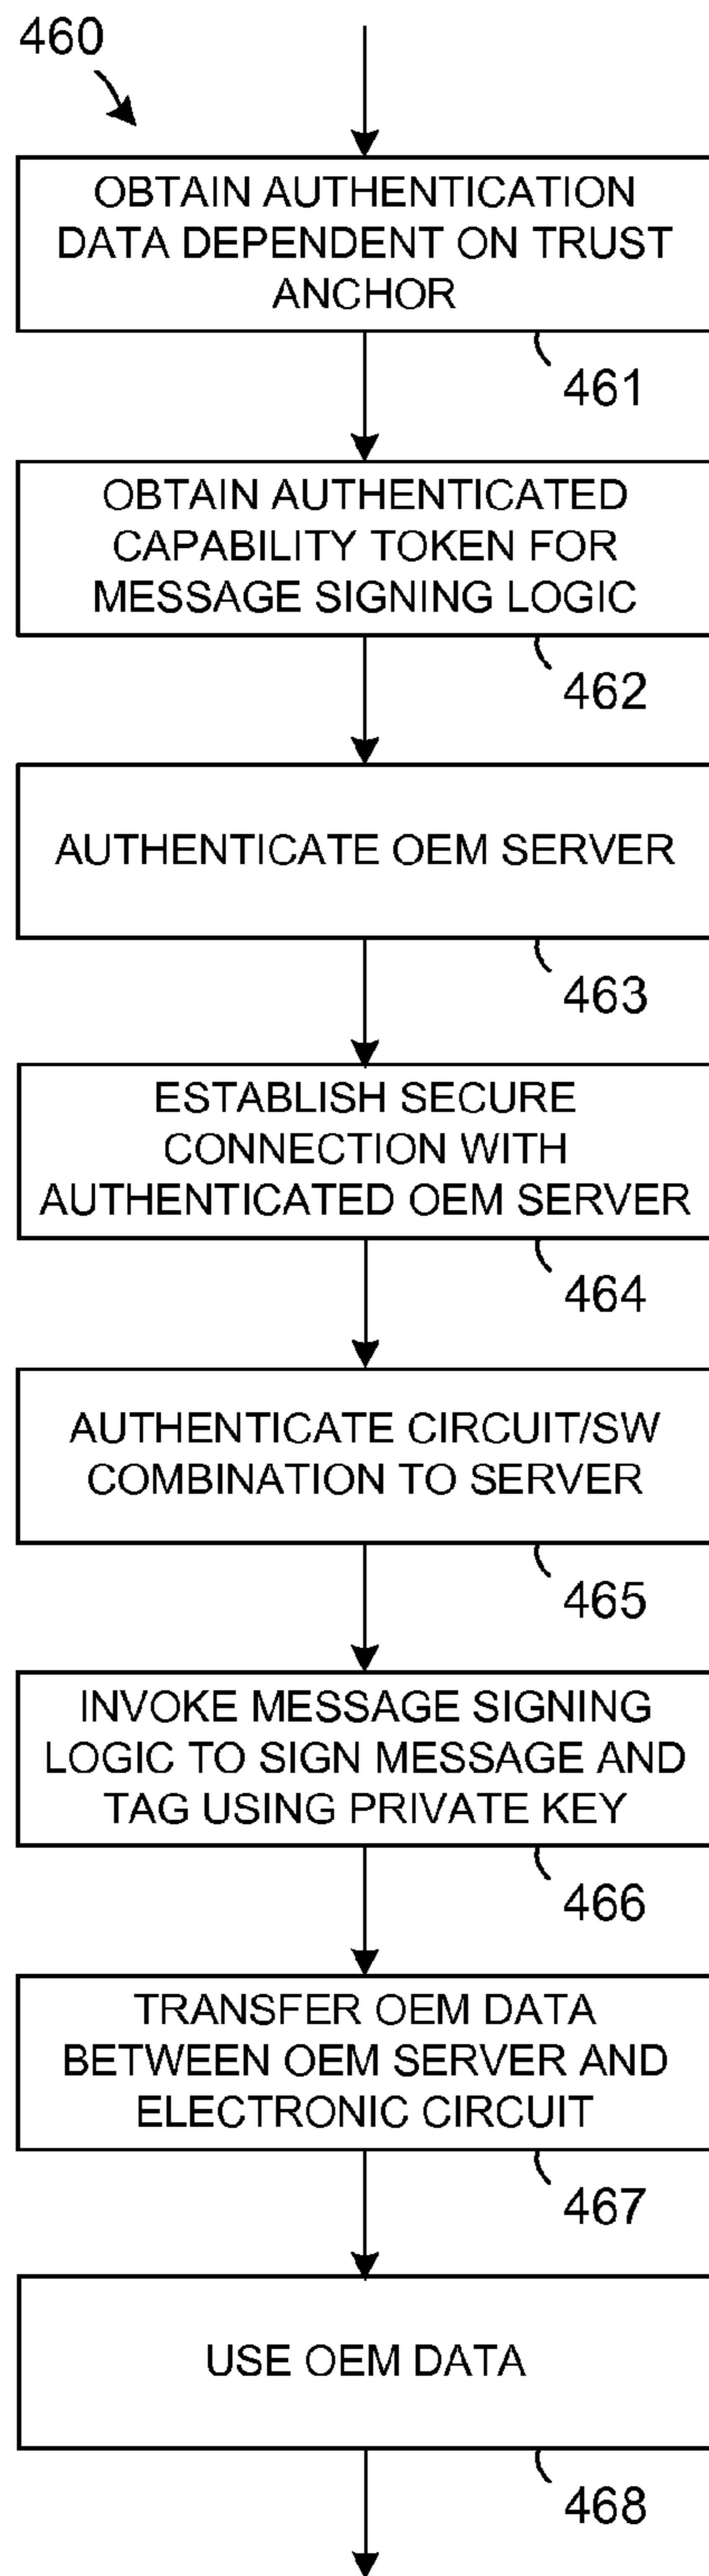 460
OBTAIN AUTHENTICATION
DATA DEPENDENT ON TRUST
ANCHOR
461
OBTAIN AUTHENTICATED
CAPABILITY TOKEN FOR
MESSAGE SIGNING LOGIC
462
AUTHENTICATE OEM SERVER
463
ESTABLISH SECURE
CONNECTION WITH
AUTHENTICATED OEM SERVER
464
AUTHENTICATE CIRCUIT/SW
COMBINATION TO SERVER
465
INVOKE MESSAGE SIGNING
LOGIC TO SIGN MESSAGE AND
TAG USING PRIVATE KEY
466
TRANSFER OEM DATA
BETWEEN OEM SERVER AND
ELECTRONIC CIRCUIT
467
USE OEM DATA
468